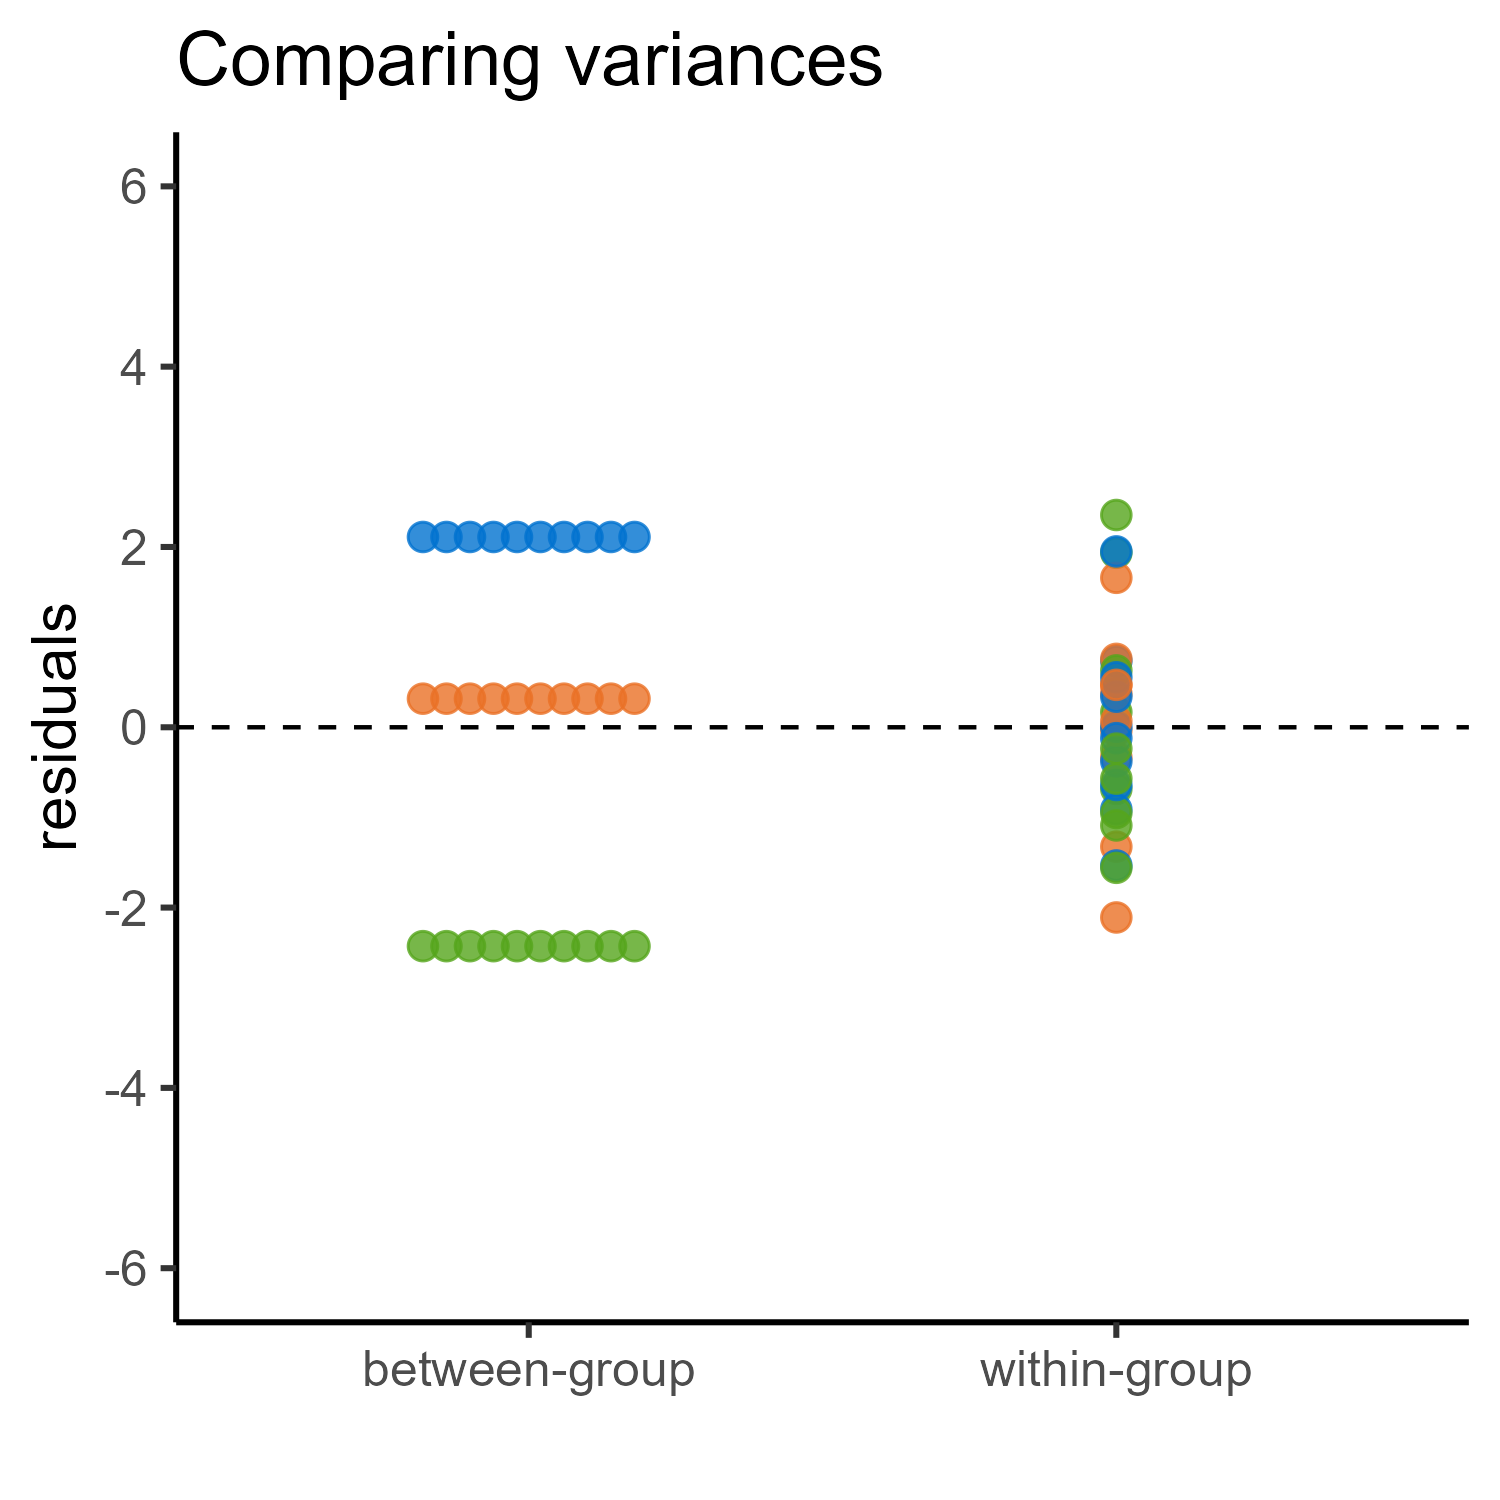 Comparing variances
6
4
2
0
-2
-4
-6
residuals
between-group
within-group